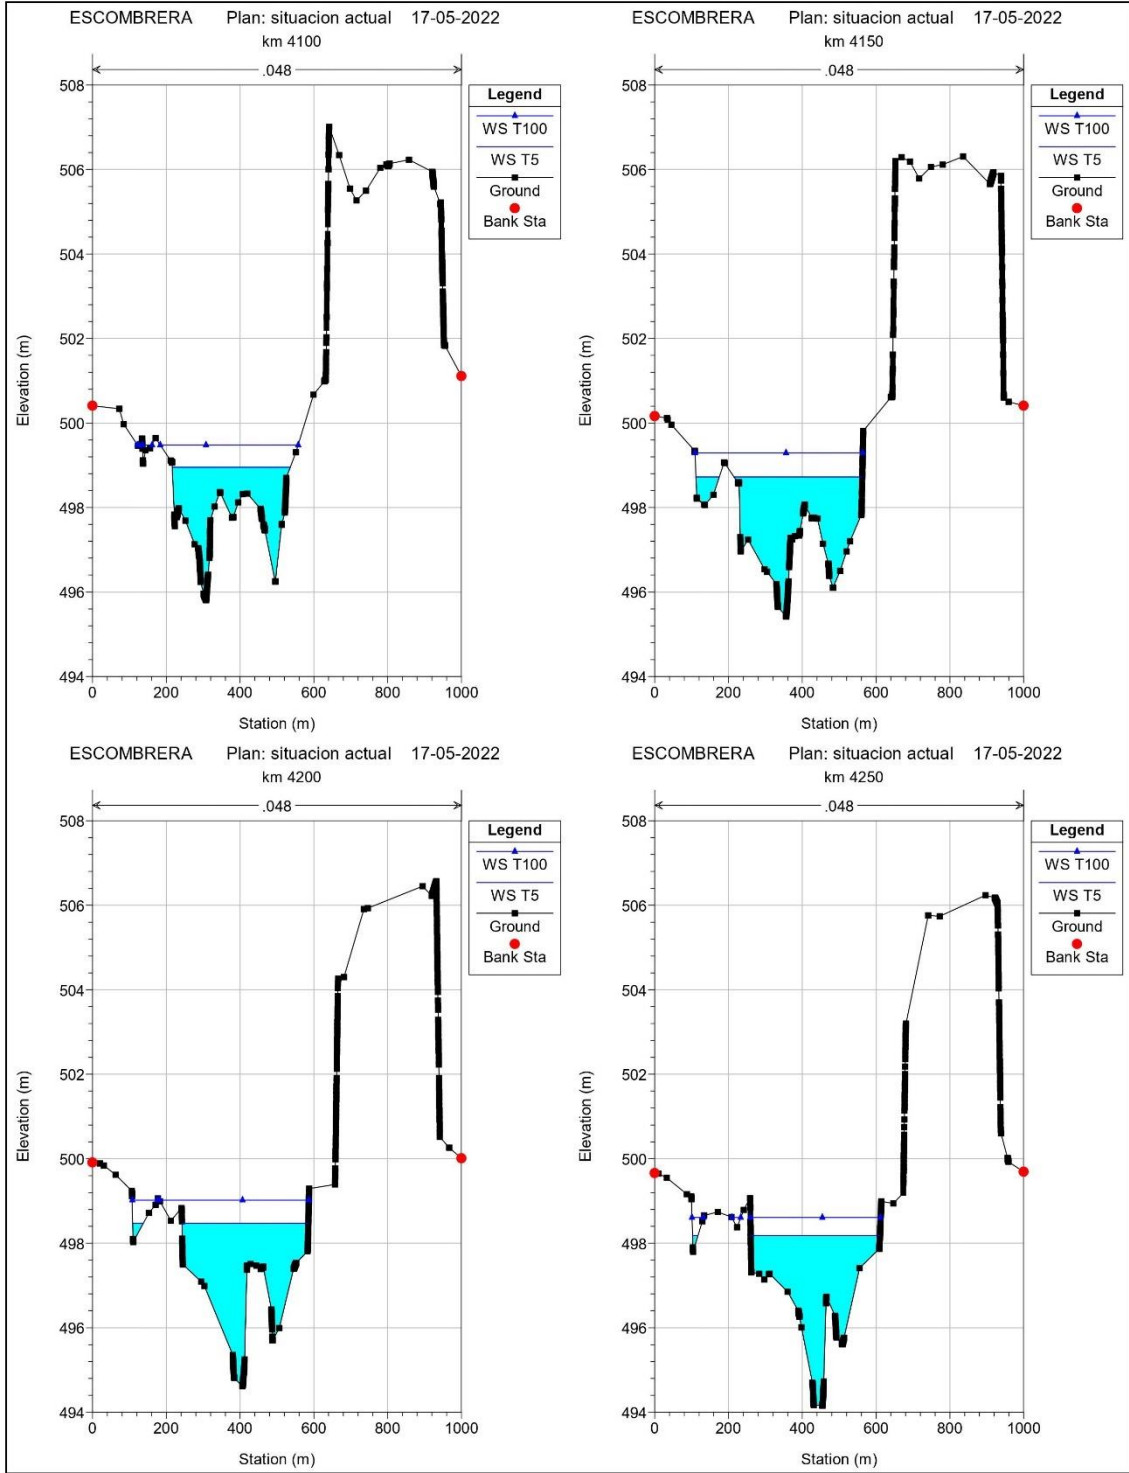 ESCOMBRERA Plan: situacion actual 17-05-2022
km 4100
.048
Legend
WS T100
WS T5
Ground
Bank Sta
508
506
504
502
500
498
496
494
Elevation (m)
0 200 400 600 800 1000
Station (m)
ESCOMBRERA Plan: situacion actual 17-05-2022
km 4150
.048
Legend
WS T100
WS T5
Ground
Bank Sta
508
506
504
502
500
498
496
494
Elevation (m)
0 200 400 600 800 1000
Station (m)
ESCOMBRERA Plan: situacion actual 17-05-2022
km 4200
.048
Legend
WS T100
WS T5
Ground
Bank Sta
508
506
504
502
500
498
496
494
Elevation (m)
0 200 400 600 800 1000
Station (m)
ESCOMBRERA Plan: situacion actual 17-05-2022
km 4250
.048
Legend
WS T100
WS T5
Ground
Bank Sta
508
506
504
502
500
498
496
494
Elevation (m)
0 200 400 600 800 1000
Station (m)